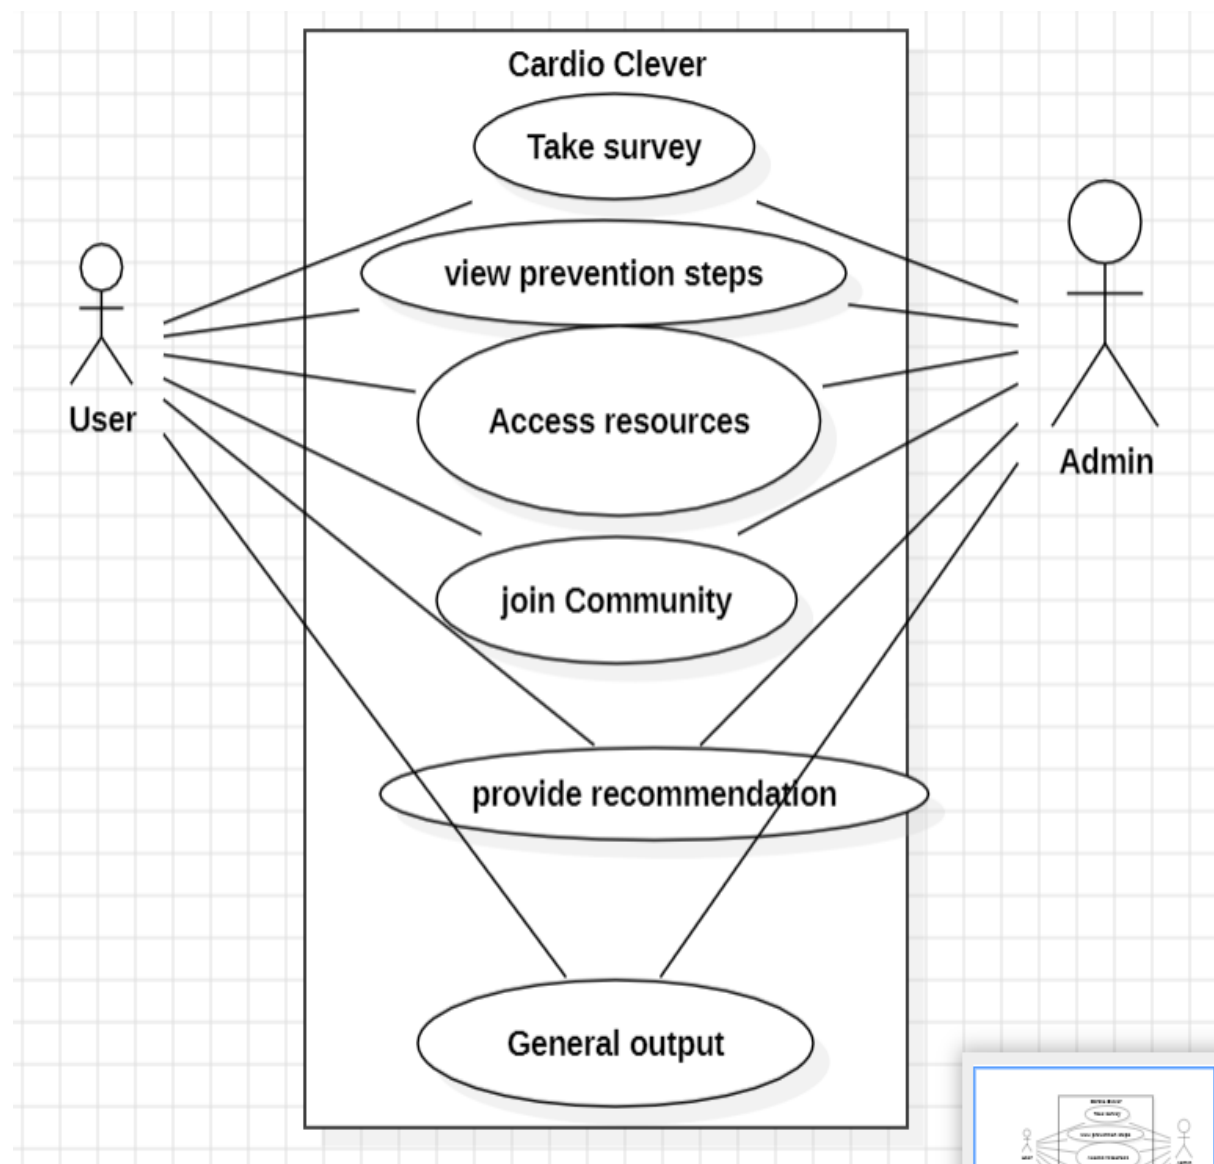 Cardio Clever
Take survey
view prevention steps
Access resources
User
Admin
join Community
provide recommendation
General output